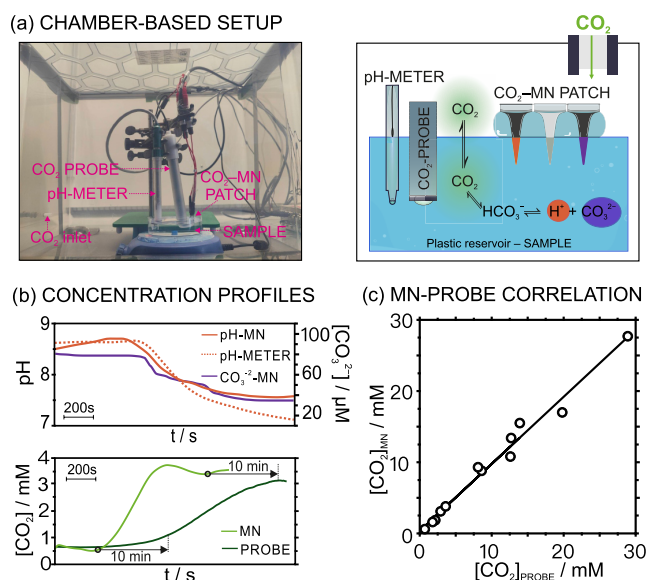 (a) CHAMBER-BASED SETUP
CO₂ PROBE
pH-METER
CO₂–MN
PATCH
SAMPLE
CO₂ inlet
CO₂
pH-METER
CO₂–MN PATCH
CO₂-PROBE
CO₂
CO₂
HCO₃⁻ ⇌ H⁺ + CO₃²⁻
Plastic reservoir – SAMPLE
(b) CONCENTRATION PROFILES
9
8
7
pH
200s
pH-MN
pH-METER
CO₃⁻²-MN
100
80
60
40
20
[CO₃²⁻] / μM
t / s
4
3
2
1
0
[CO₂] / mM
200s
10 min
10 min
MN
PROBE
t / s
(c) MN-PROBE CORRELATION
30
20
10
0
[CO₂]MN / mM
0 10 20 30
[CO₂]PROBE / mM